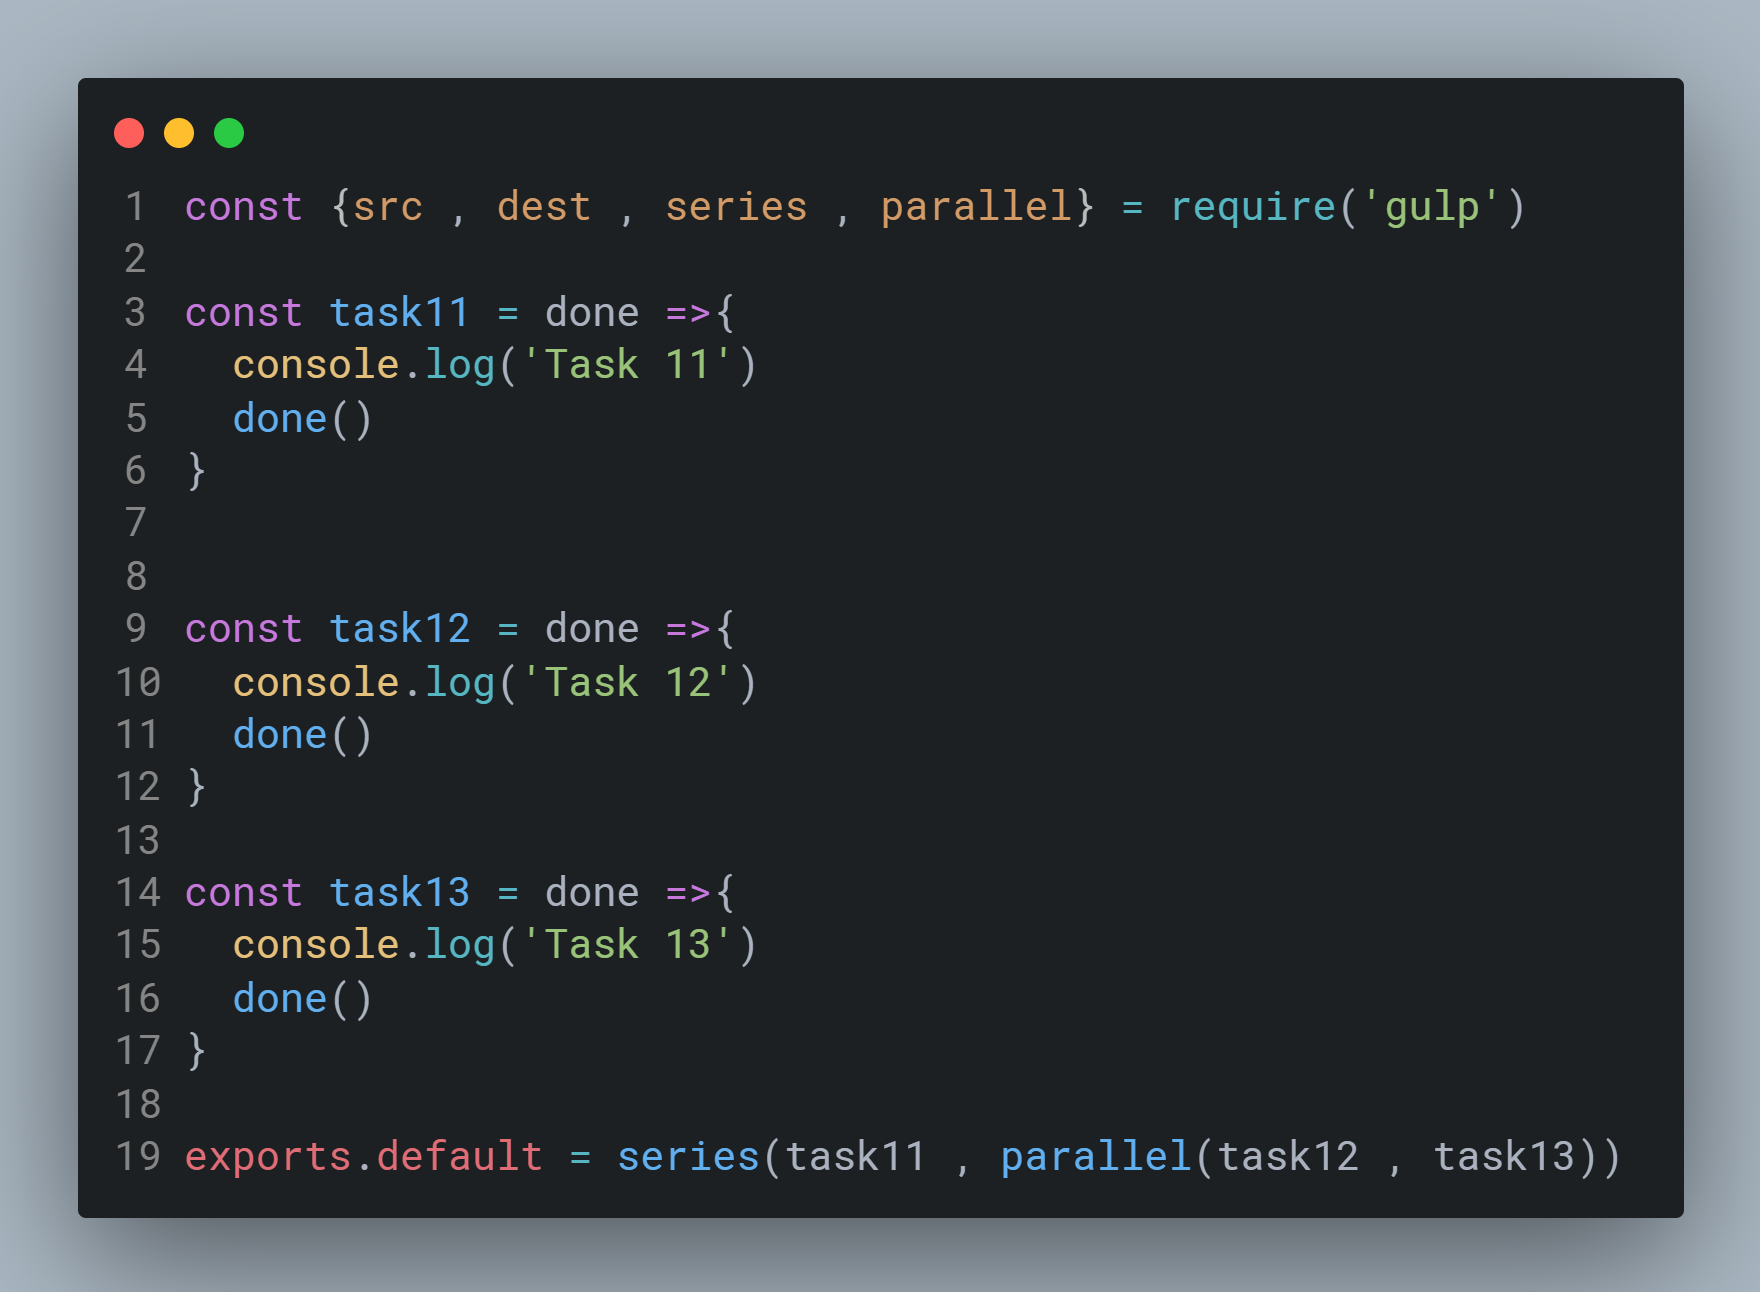 1 const {src , dest , series , parallel} = require('gulp')
2
3 const task11 = done =>{
4   console.log('Task 11')
5   done()
6 }
7
8
9 const task12 = done =>{
10   console.log('Task 12')
11   done()
12 }
13
14 const task13 = done =>{
15   console.log('Task 13')
16   done()
17 }
18
19 exports.default = series(task11 , parallel(task12 , task13))